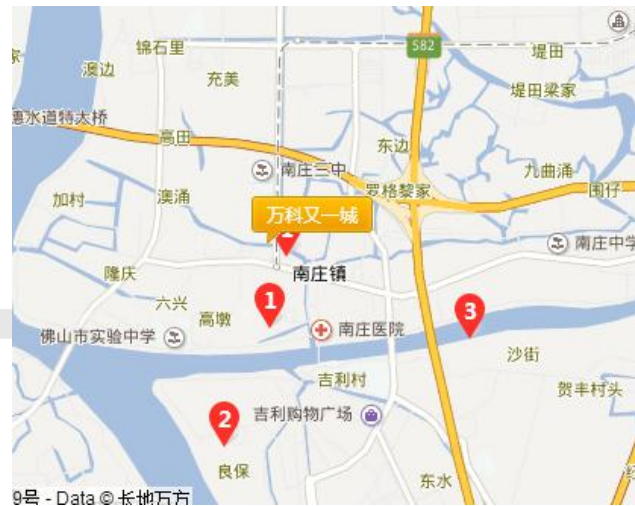 锦石里
S82
堤田
澳边
充美
堤田梁家
惠水道特大桥
高田
东边
南庄三中
九曲涌
加村
澳涌
罗格黎家
围仔
万科又一城
南庄中学
隆庆
南庄镇
1
3
六兴
高墩
南庄医院
佛山市实验中学
沙街
吉利村
贺丰村头
2
吉利购物广场
良保
东水
9号 - Data © 长地万方